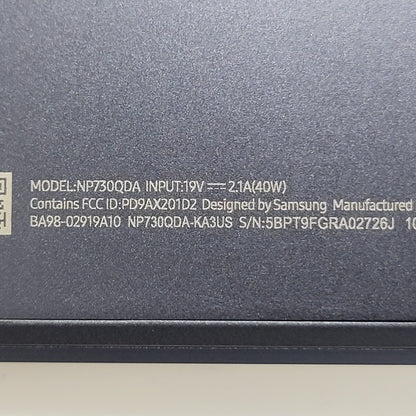 MODEL:NP730QDA INPUT:19V ⎓ 2.1A(40W)
Contains FCC ID:PD9AX201D2 Designed by Samsung Manufactured
BA98-02919A10 NP730QDA-KA3US S/N:5BPT9FGRA02726J 10